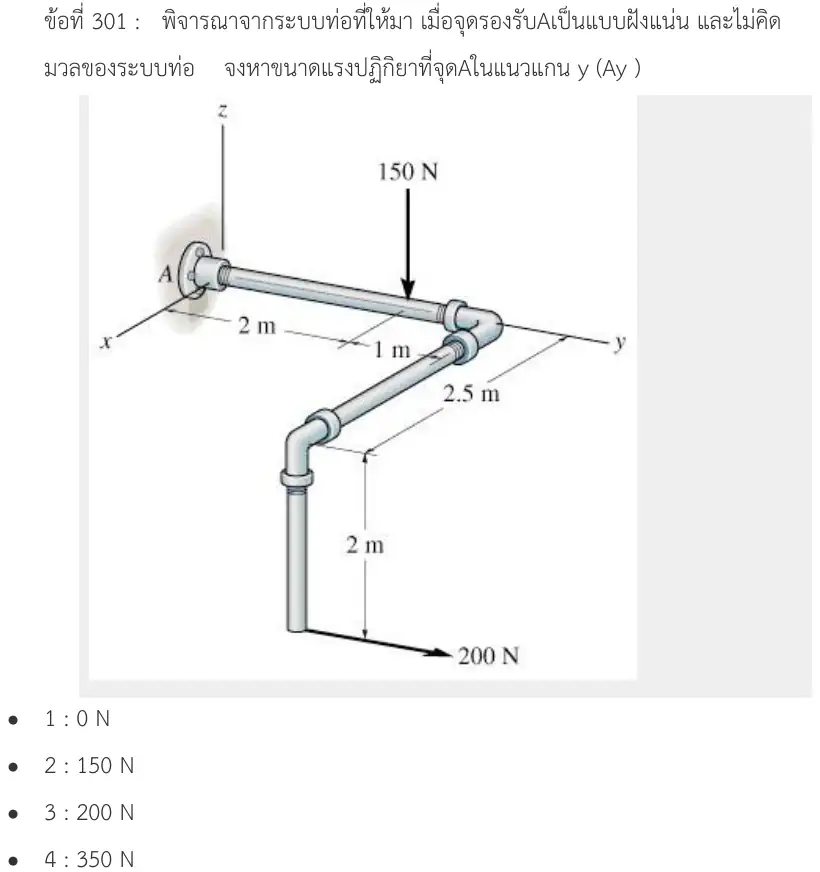 ข้อที่ 301 : พิจารณาจากระบบท่อที่ให้มา เมื่อจุดรองรับAเป็นแบบฝังแน่น และไม่คิด
มวลของระบบท่อ จงหาขนาดแรงปฏิกิริยาที่จุดAในแนวแกน y (Ay )
z
150 N
A
2 m
x
1 m
y
2.5 m
2 m
200 N
1 : 0 N
2 : 150 N
3 : 200 N
4 : 350 N